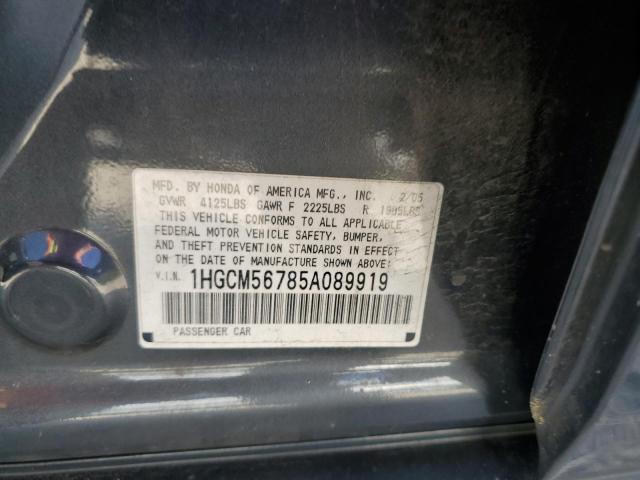 MFD. BY HONDA OF AMERICA MFG., INC. 2/05
GVWR 4125LBS GAWR F 2225LBS R 1905LBS
THIS VEHICLE CONFORMS TO ALL APPLICABLE
FEDERAL MOTOR VEHICLE SAFETY, BUMPER,
AND THEFT PREVENTION STANDARDS IN EFFECT
ON THE DATE OF MANUFACTURE SHOWN ABOVE:
V.I.N. 1HGCM56785A089919
PASSENGER CAR